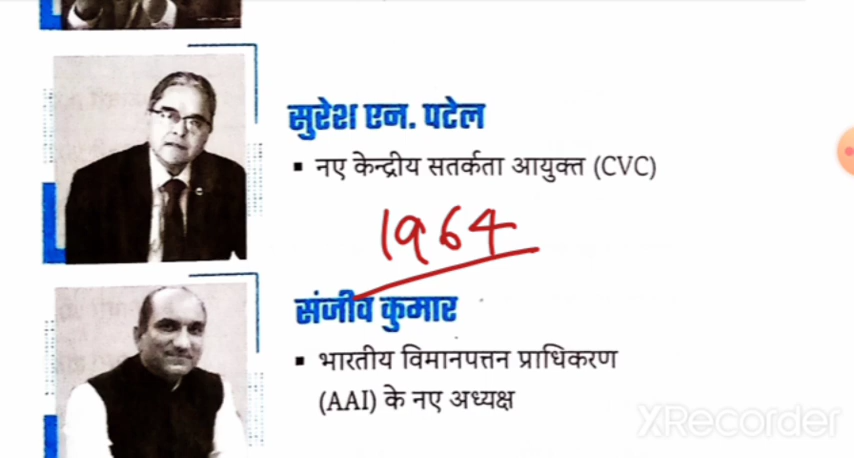 सुरेश एन. पटेल
▪ नए केन्द्रीय सतर्कता आयुक्त (CVC)
1964
संजीव कुमार
▪ भारतीय विमानपत्तन प्राधिकरण
(AAI) के नए अध्यक्ष
XRecorder